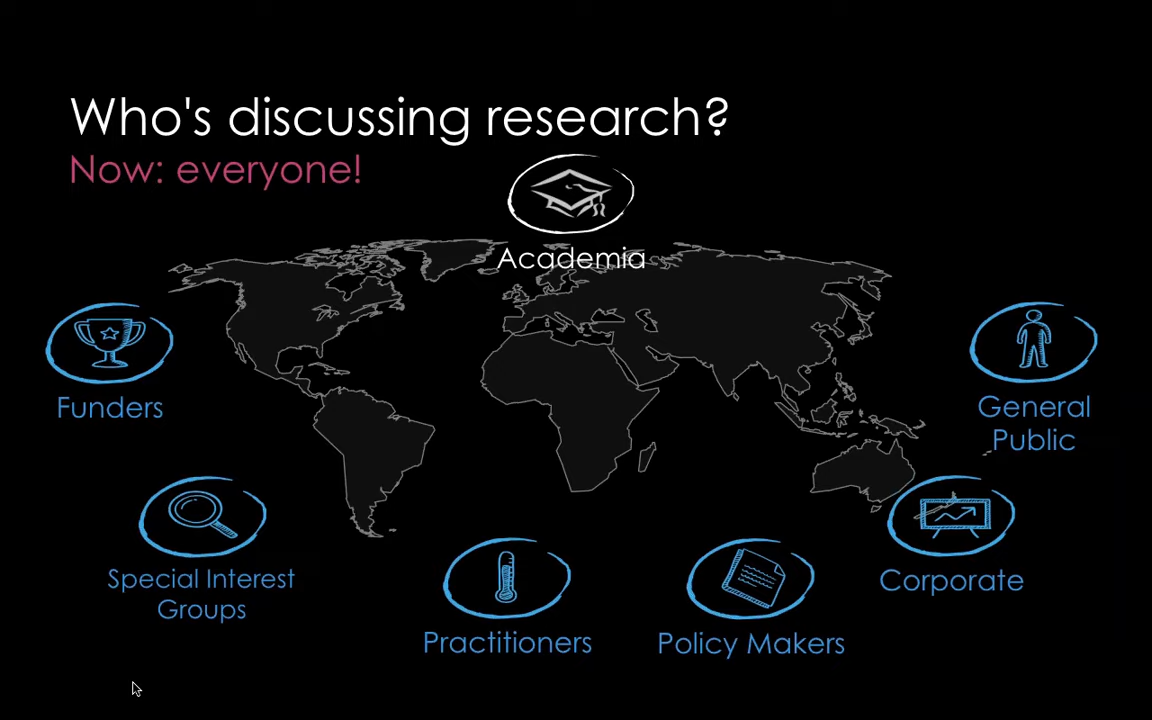 Who's discussing research?
Now: everyone!
Academia
Funders
General
Public
Special Interest
Groups
Corporate
Practitioners
Policy Makers